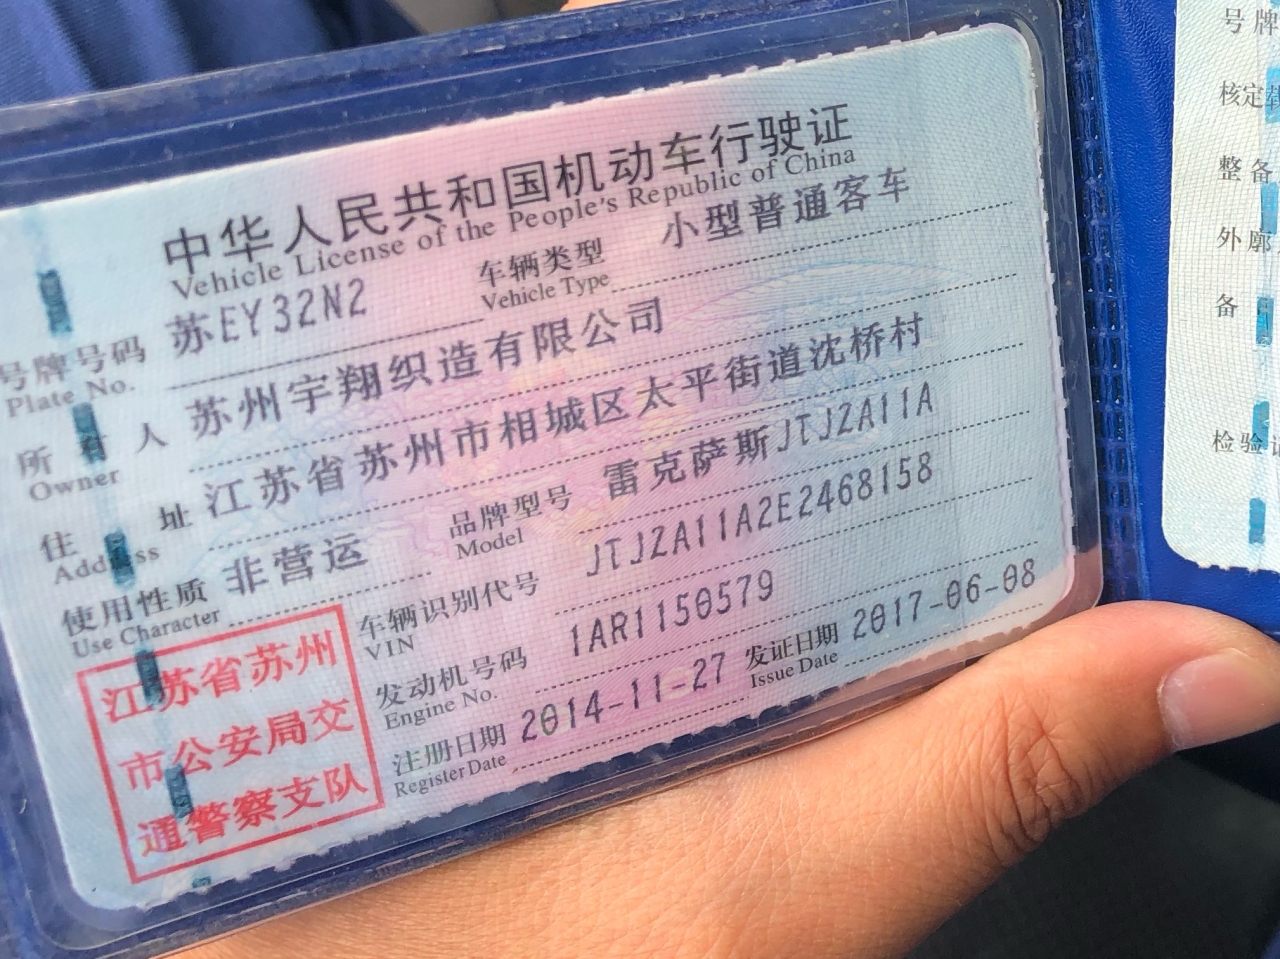 中华人民共和国机动车行驶证
Vehicle License of the People's Republic of China
号牌号码 苏EY32N2 车辆类型 小型普通客车
Plate No. Vehicle Type
所有人 苏州宇翔织造有限公司
Owner
住址 江苏省苏州市相城区太平街道沈桥村
Address
使用性质 非营运 品牌型号 雷克萨斯JTJZA11A
Use Character Model
车辆识别代号 JTJZA11A2E2468158
VIN
发动机号码 1AR1150579
Engine No.
注册日期 2014-11-27 发证日期 2017-06-08
Register Date Issue Date
江苏省苏州
市公安局交
通警察支队
号牌
核定载
整备
外廓
备
检验记